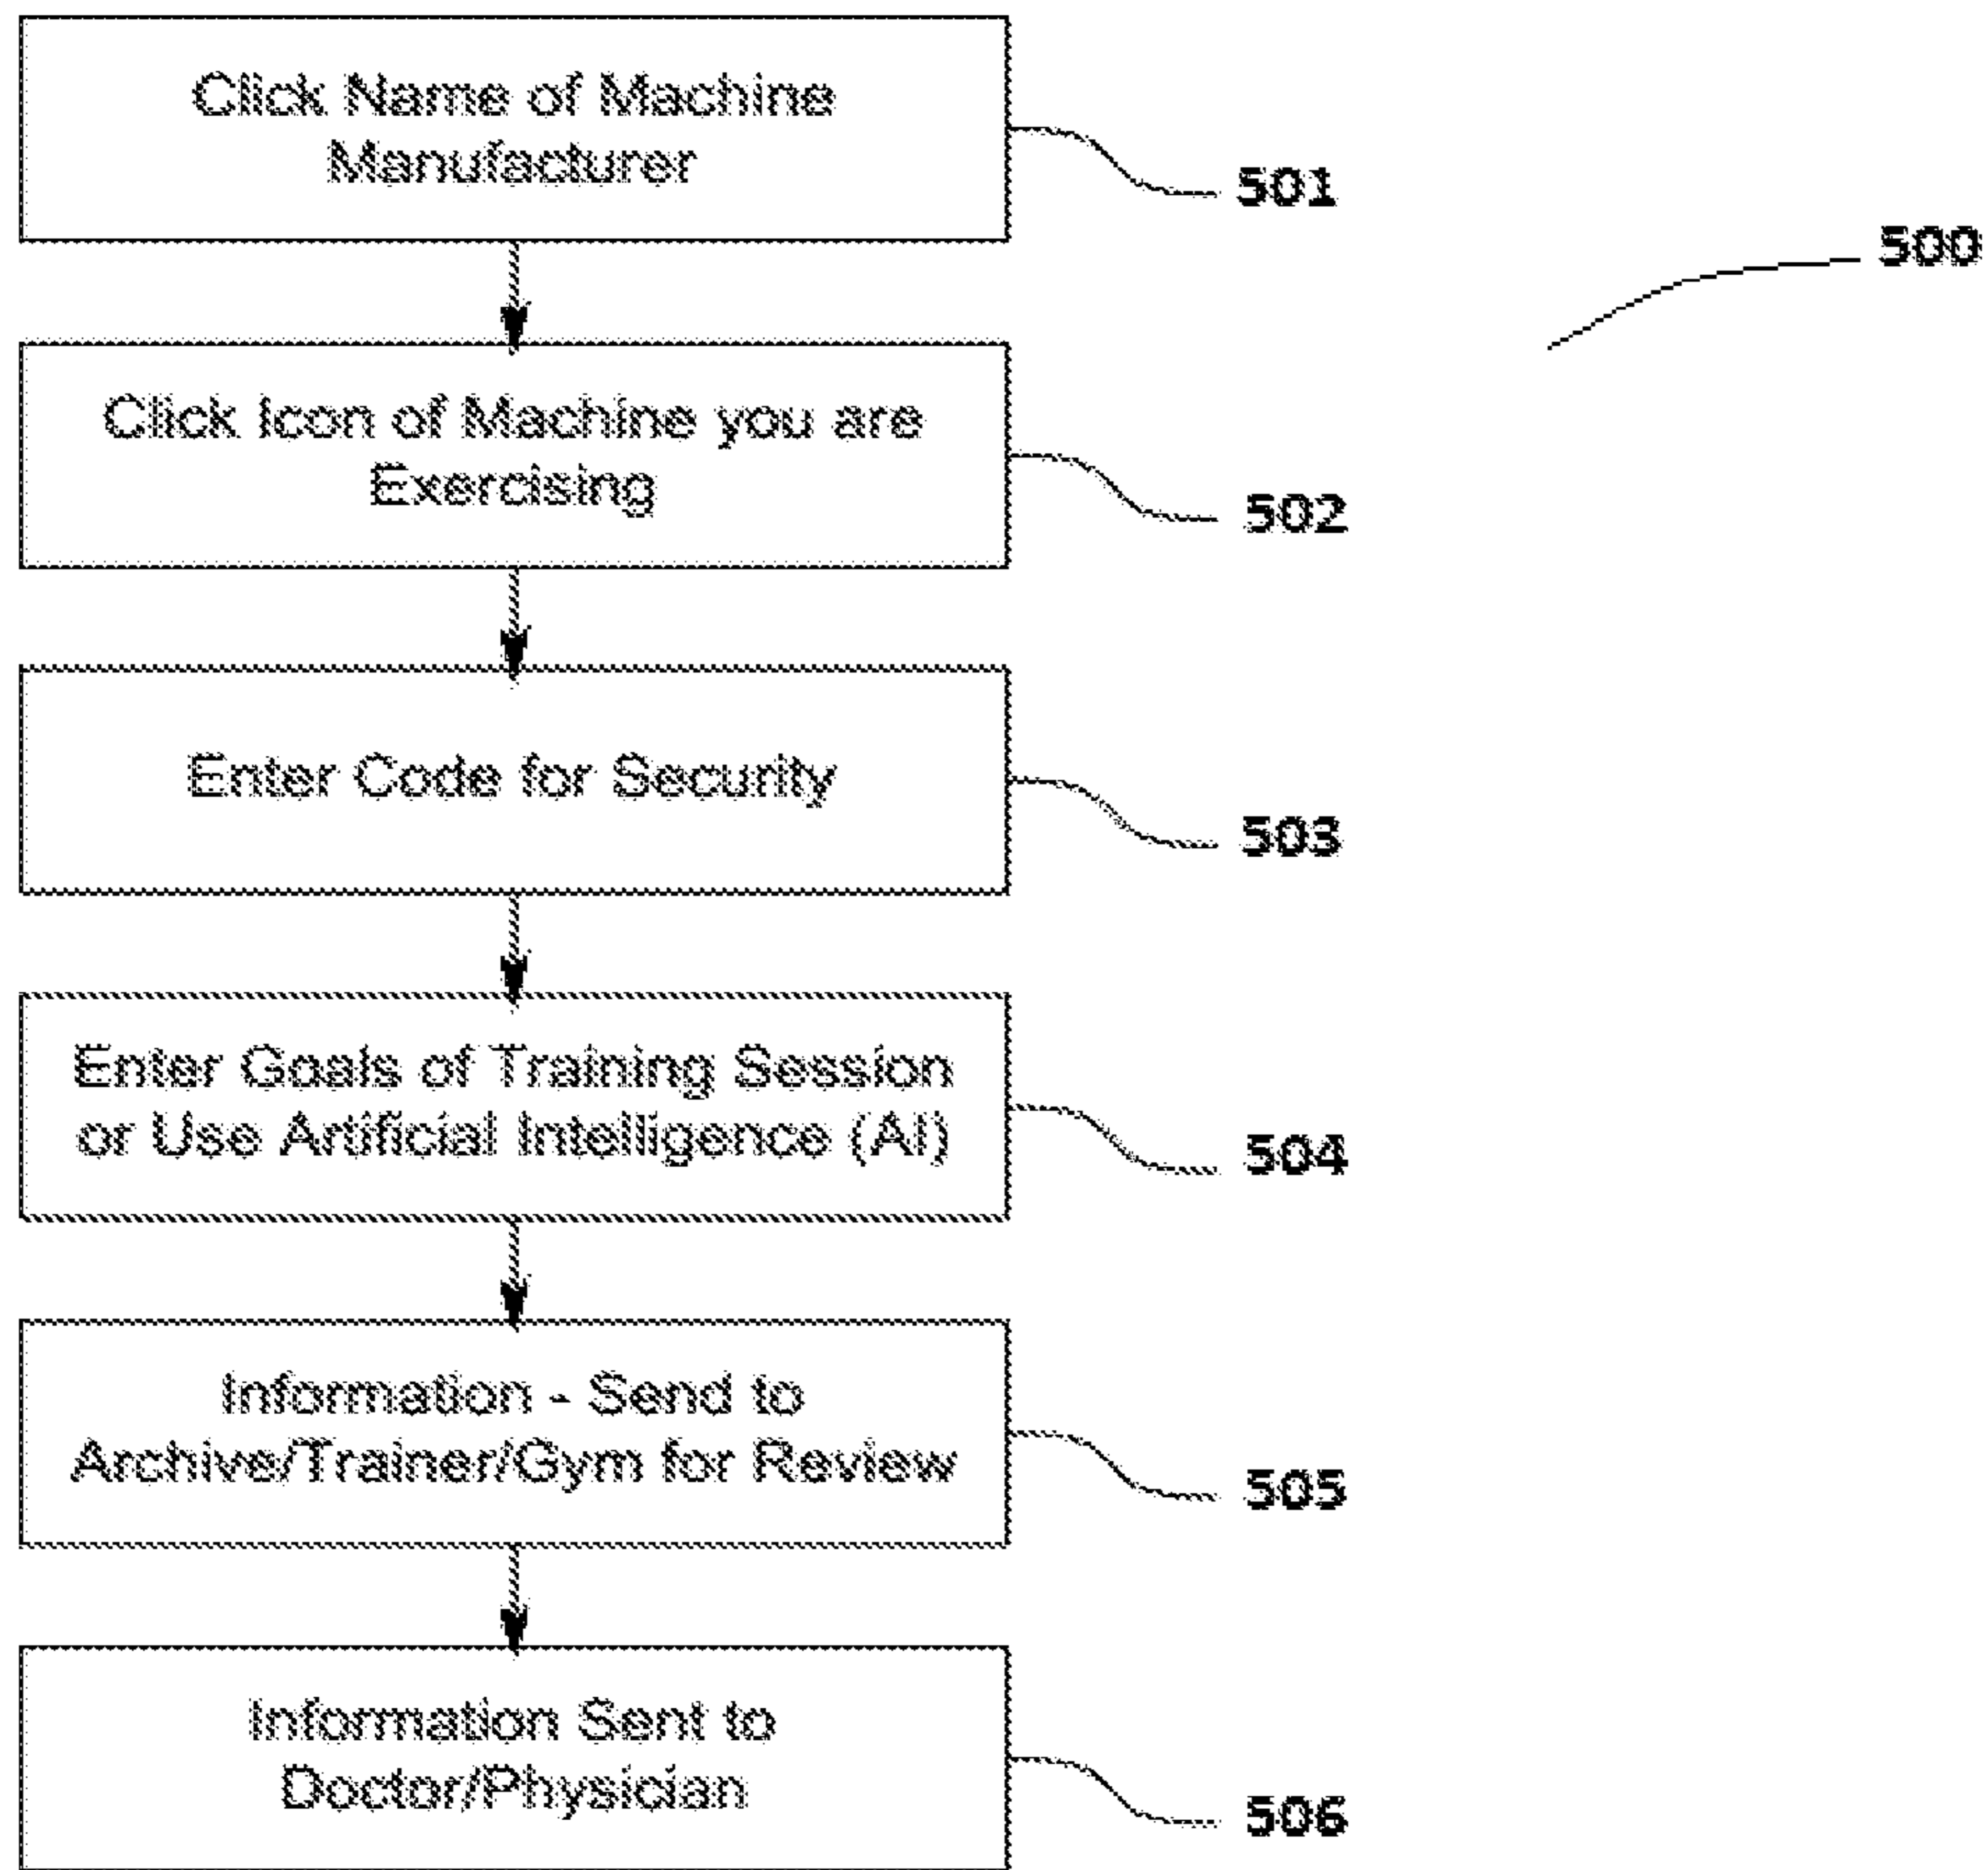 Click Name of Machine
Manufacturer
501
500
Click Icon of Machine you are
Exercising
502
Enter Code for Security
503
Enter Goals of Training Session
or Use Artificial Intelligence (AI)
504
Information - Send to
Archive/Trainer/Gym for Review
505
Information Sent to
Doctor/Physician
506